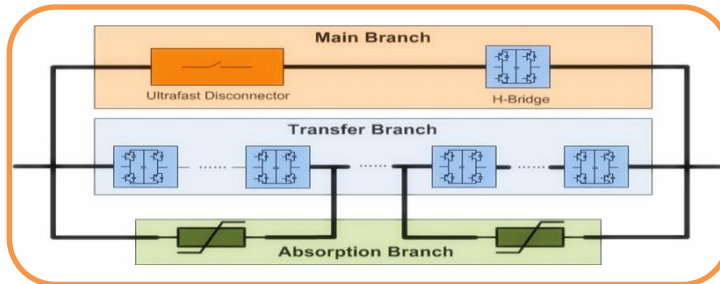 Main Branch
Ultrafast Disconnector
H-Bridge
Transfer Branch
Absorption Branch